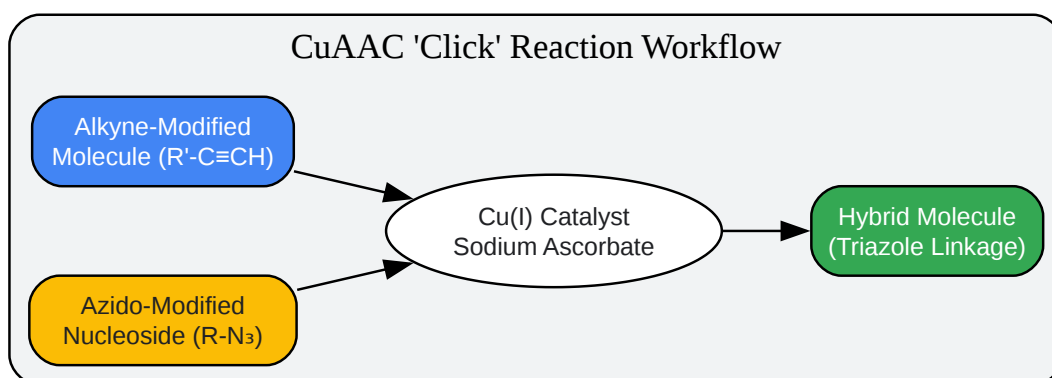 CuAAC 'Click' Reaction Workflow
Alkyne-Modified
Molecule (R'-C≡CH)
Cu(I) Catalyst
Sodium Ascorbate
Hybrid Molecule
(Triazole Linkage)
Azido-Modified
Nucleoside (R-N₃)